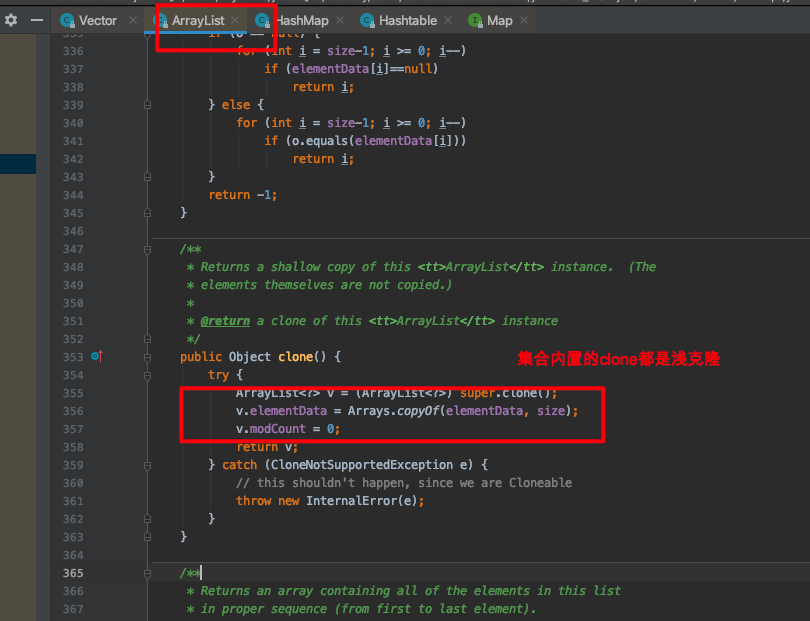 Vector × ArrayList × HashMap × Hashtable × Map ×
335 if (o == null) {
336 for (int i = size-1; i >= 0; i--)
337 if (elementData[i]==null)
338 return i;
339 } else {
340 for (int i = size-1; i >= 0; i--)
341 if (o.equals(elementData[i]))
342 return i;
343 }
344 return -1;
345 }
346
347 /**
348 * Returns a shallow copy of this <tt>ArrayList</tt> instance.  (The
349 * elements themselves are not copied.)
350 *
351 * @return a clone of this <tt>ArrayList</tt> instance
352 */
353 public Object clone() { 集合内置的clone都是浅克隆
354 try {
355 ArrayList<?> v = (ArrayList<?>) super.clone();
356 v.elementData = Arrays.copyOf(elementData, size);
357 v.modCount = 0;
358 return v;
359 } catch (CloneNotSupportedException e) {
360 // this shouldn't happen, since we are Cloneable
361 throw new InternalError(e);
362 }
363 }
364
365 /**
366 * Returns an array containing all of the elements in this list
367 * in proper sequence (from first to last element).